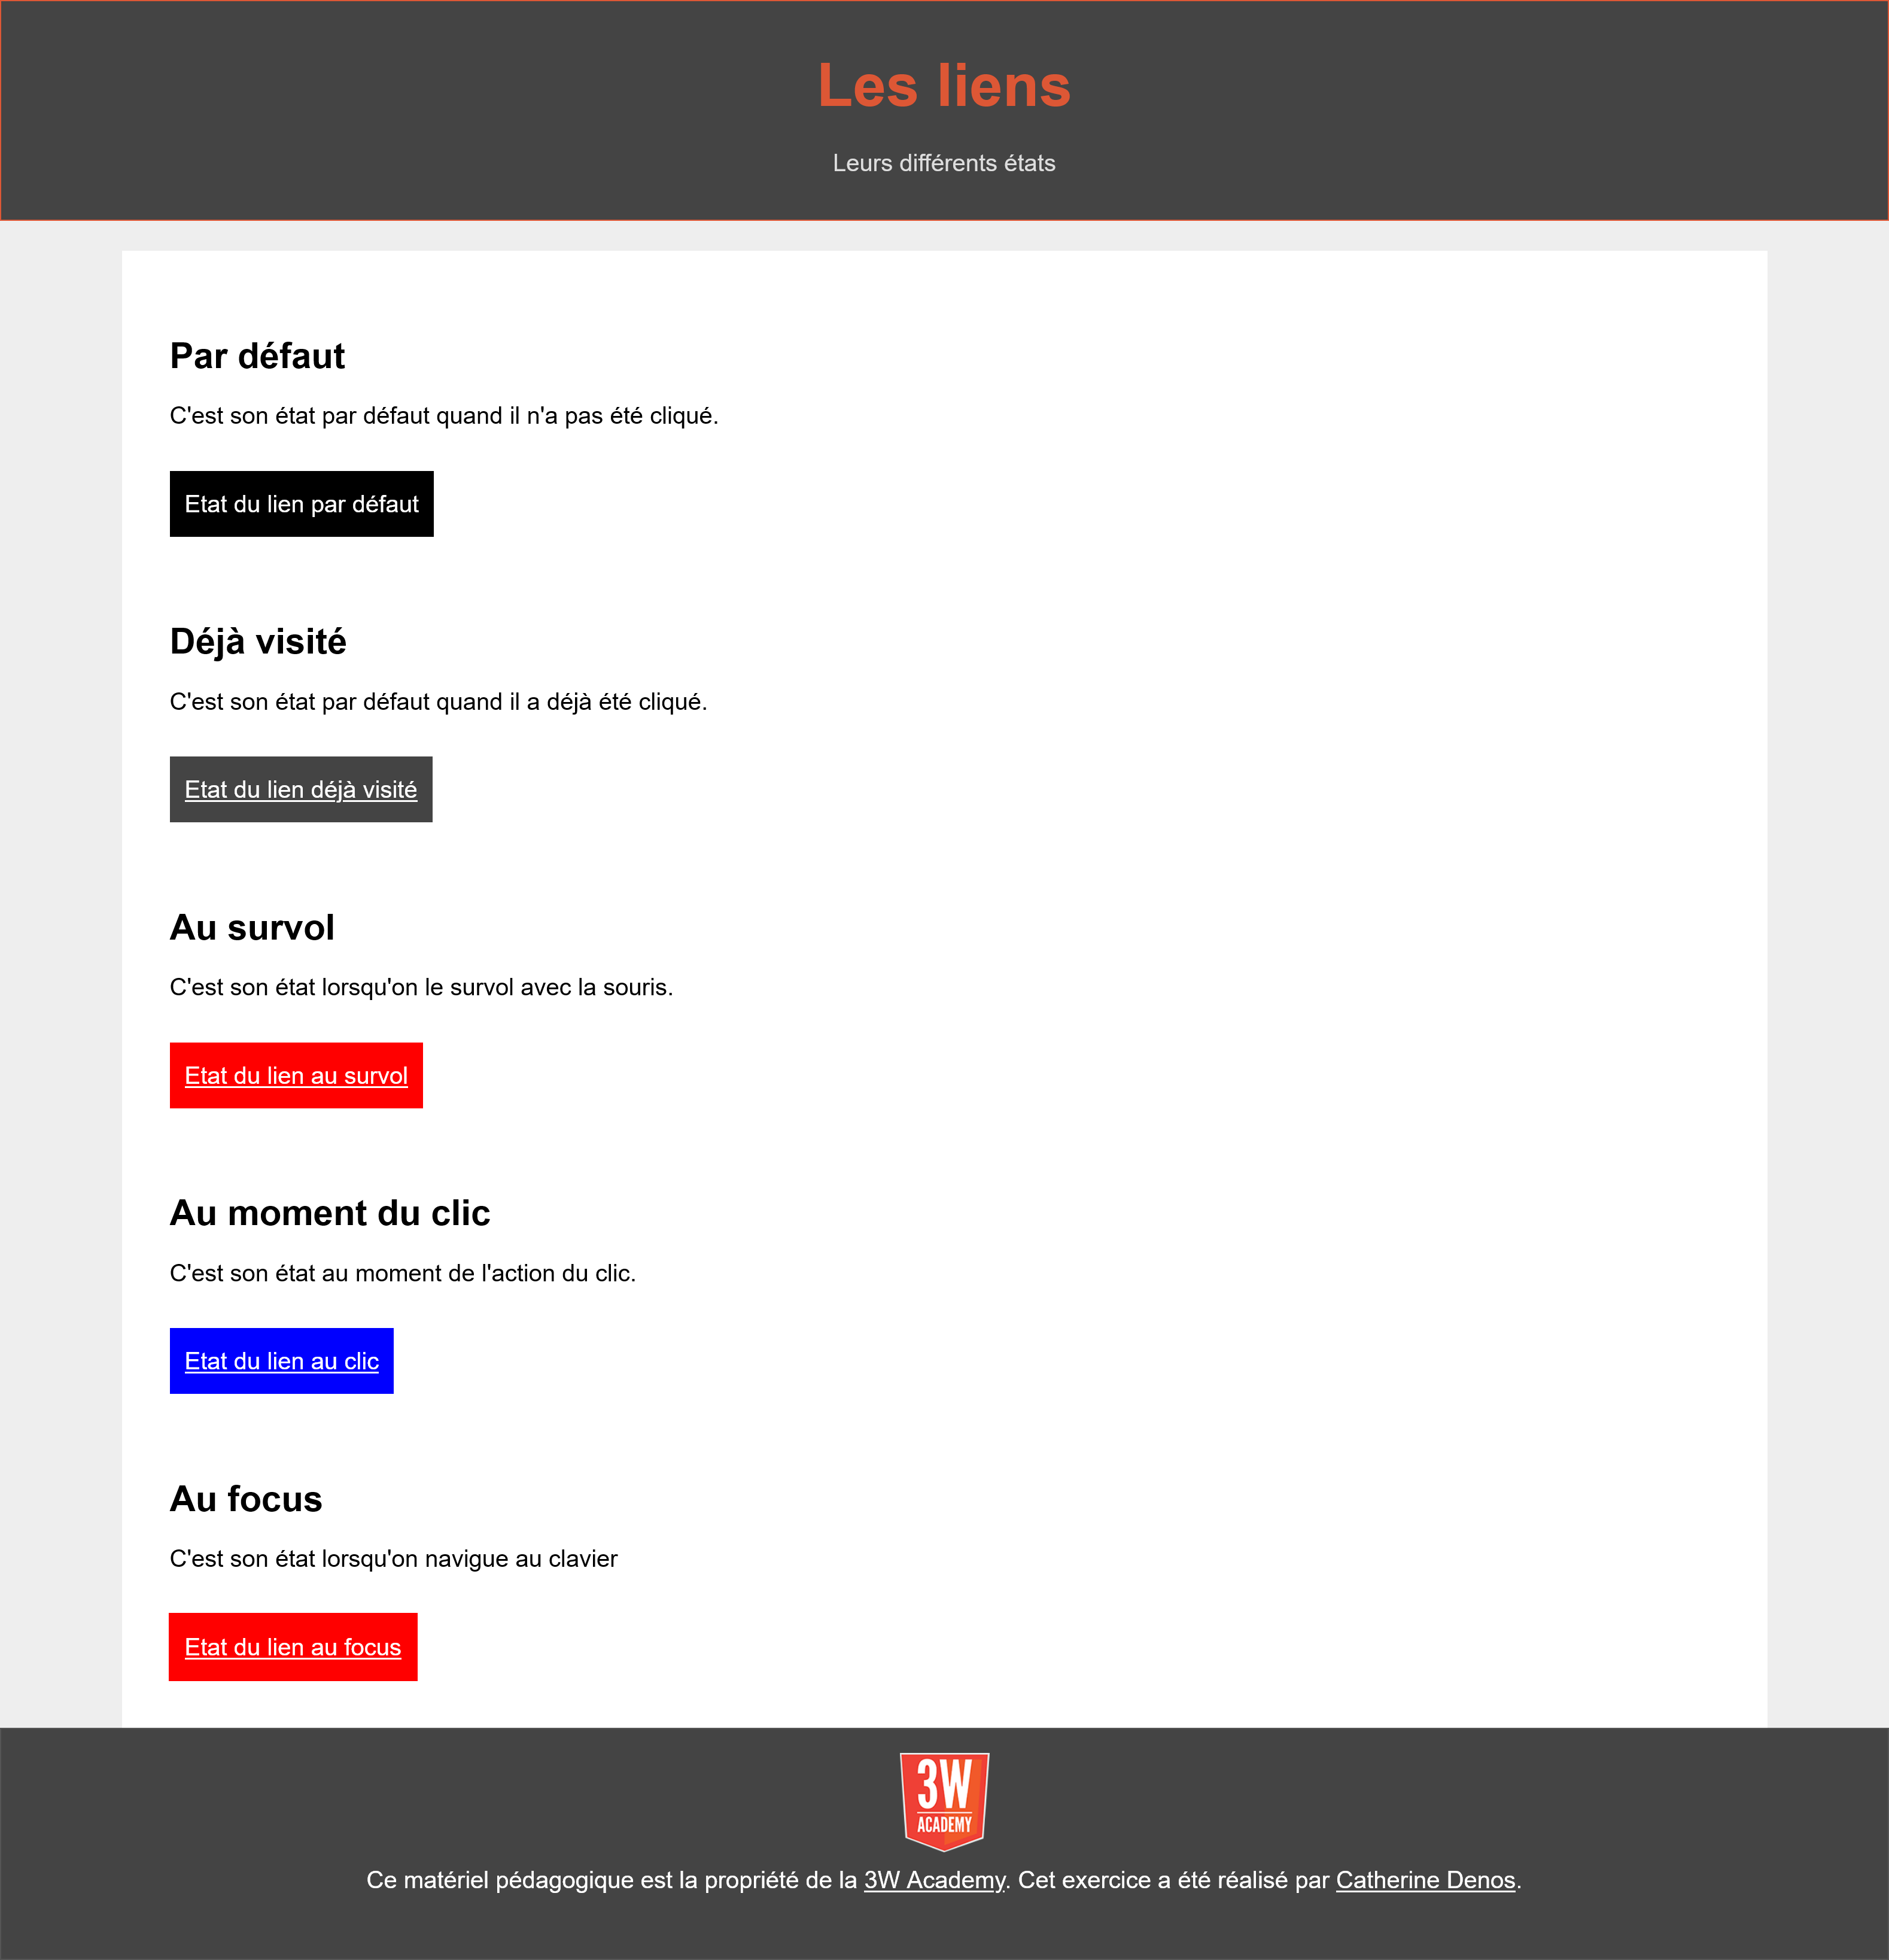 Les liens
Leurs différents états
Par défaut
C'est son état par défaut quand il n'a pas été cliqué.
Etat du lien par défaut
Déjà visité
C'est son état par défaut quand il a déjà été cliqué.
Etat du lien déjà visité
Au survol
C'est son état lorsqu'on le survol avec la souris.
Etat du lien au survol
Au moment du clic
C'est son état au moment de l'action du clic.
Etat du lien au clic
Au focus
C'est son état lorsqu'on navigue au clavier
Etat du lien au focus
3W
ACADEMY
Ce matériel pédagogique est la propriété de la 3W Academy. Cet exercice a été réalisé par Catherine Denos.